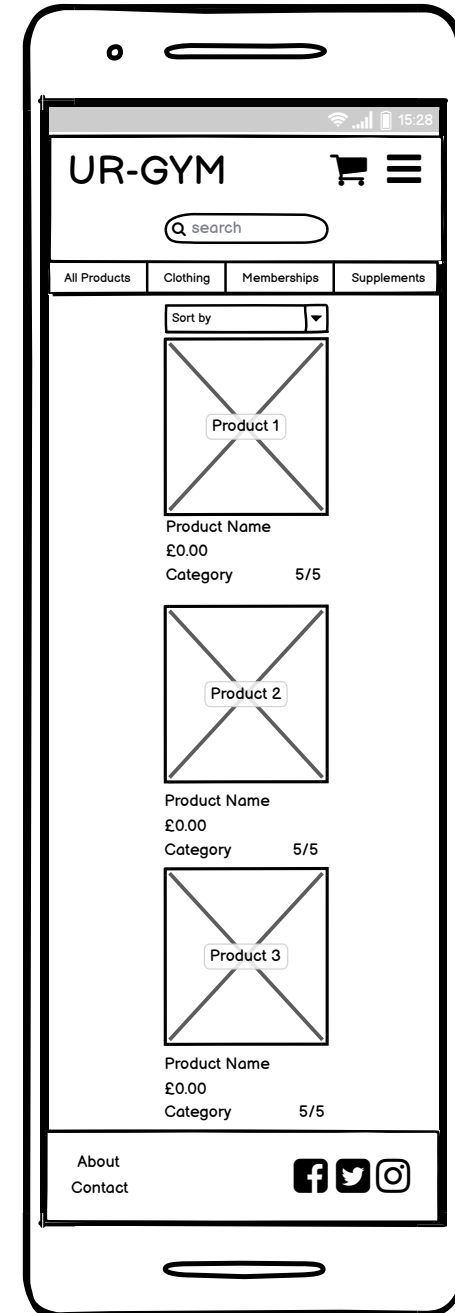 15:28
UR-GYM
search
All Products Clothing Memberships Supplements
Sort by
Product 1
Product Name
£0.00
Category 5/5
Product 2
Product Name
£0.00
Category 5/5
Product 3
Product Name
£0.00
Category 5/5
About
Contact